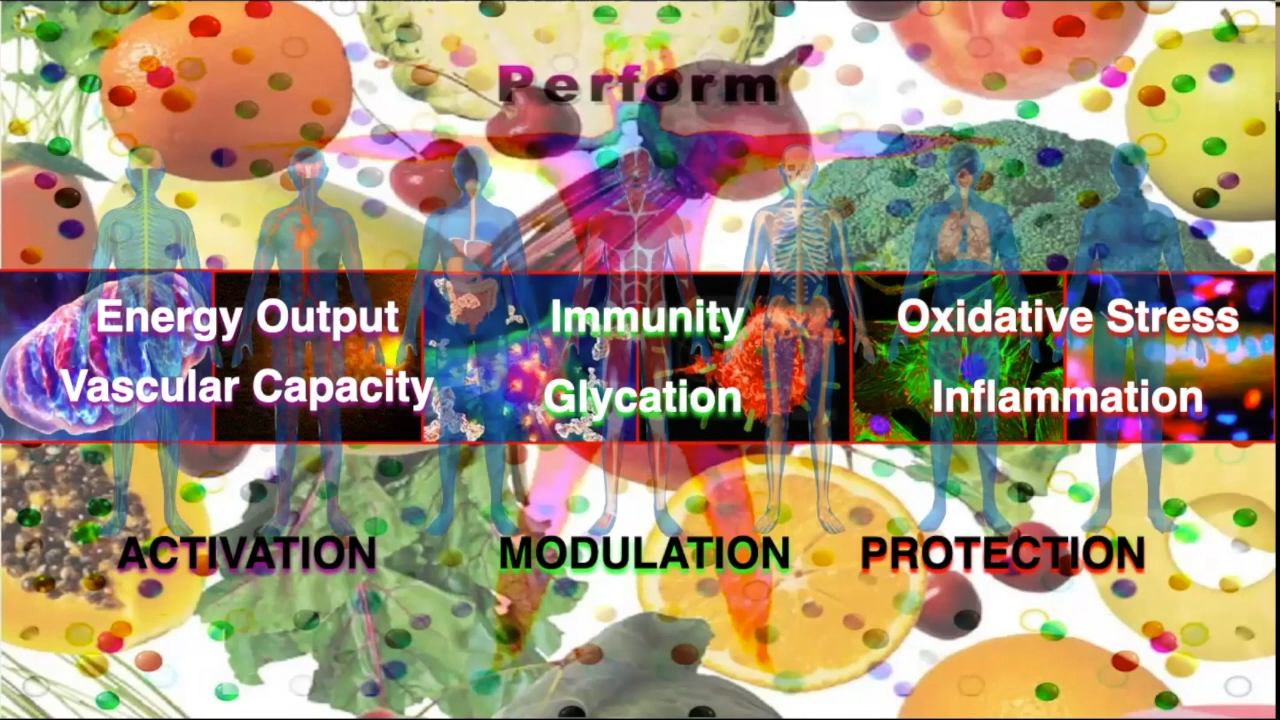 Perform
Energy Output
Vascular Capacity
Immunity
Glycation
Oxidative Stress
Inflammation
ACTIVATION
MODULATION
PROTECTION